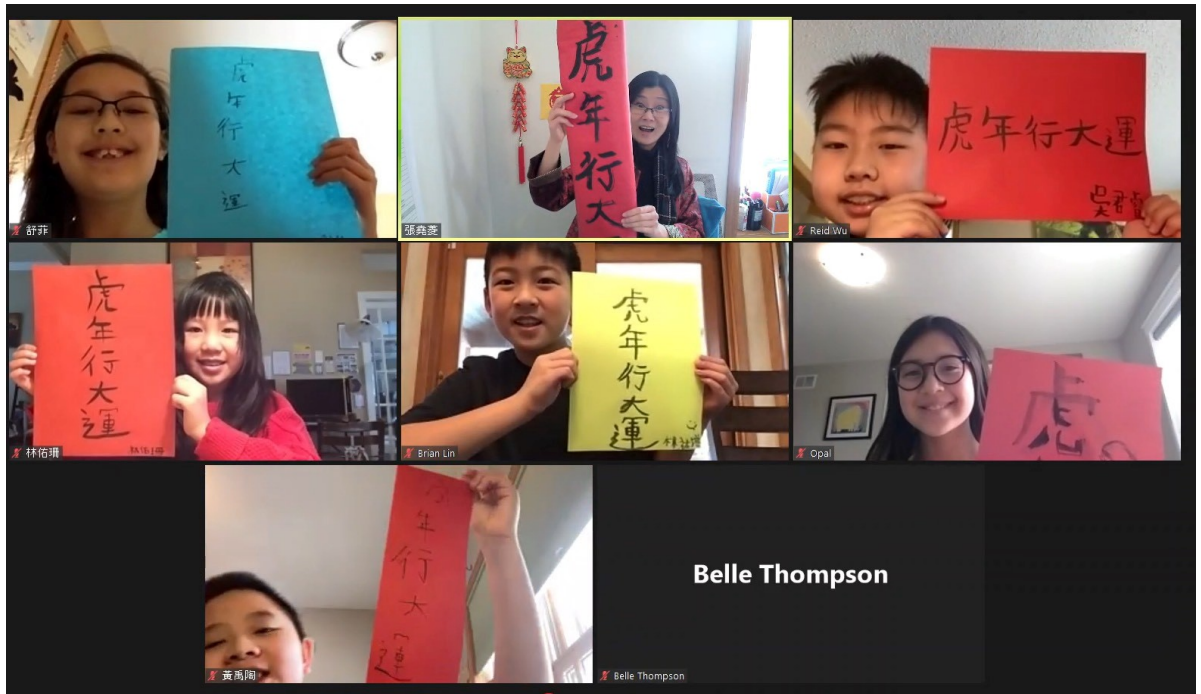 虎年行大運
舒菲
虎年行大
張堯菱
虎年行大運
Reid Wu
虎年行大運
林佑珊
虎年行大運
Brian Lin
虎
Opal
年行大運
黃禹陶
Belle Thompson
Belle Thompson